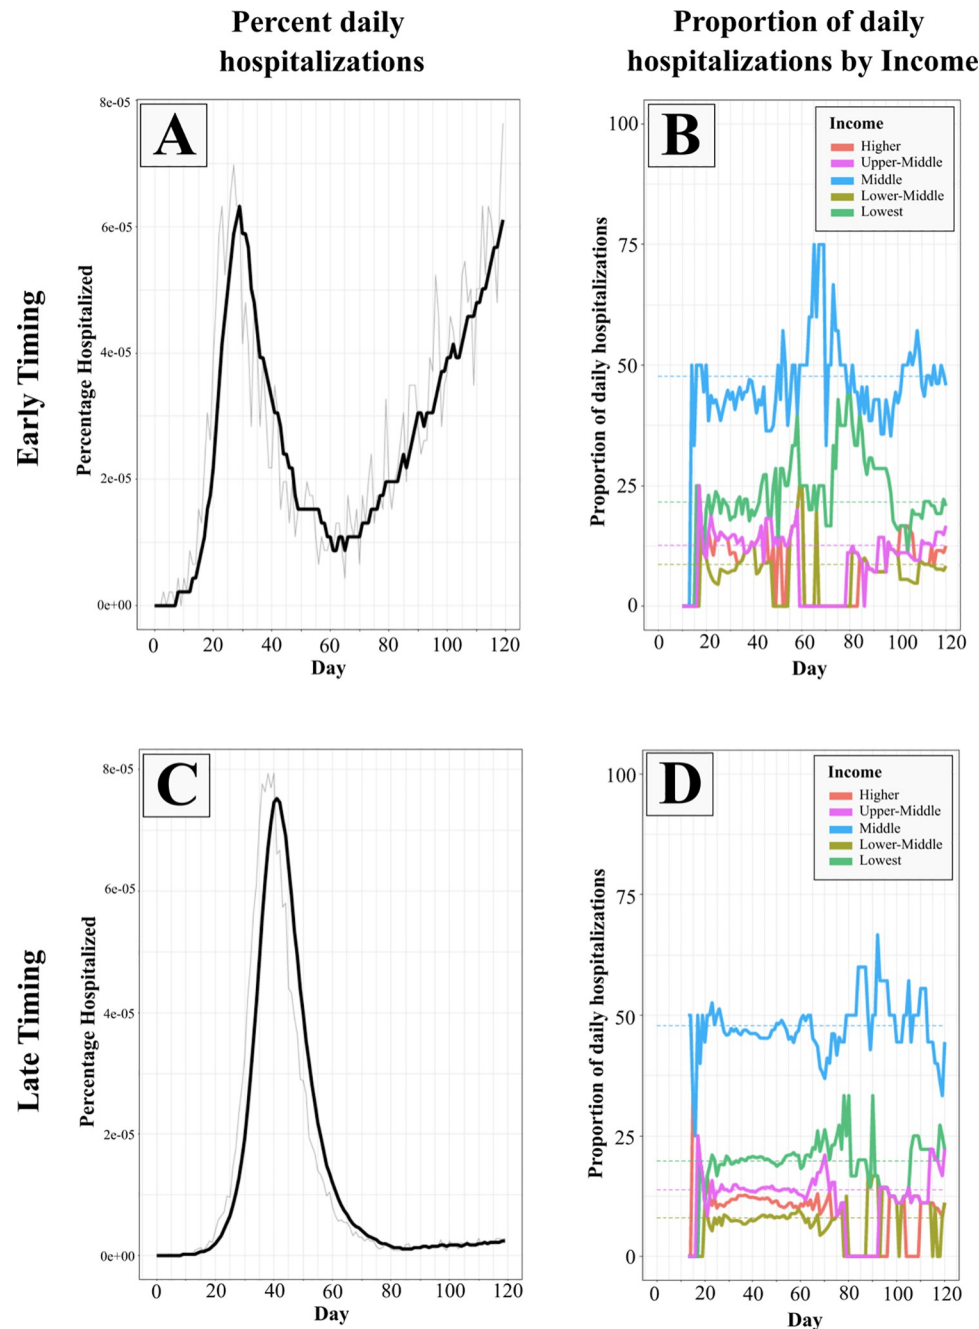 Percent daily
hospitalizations
Proportion of daily
hospitalizations by Income
Early Timing
Percentage Hospitalized
8e-05
6e-05
4e-05
2e-05
0e+00
A
0 20 40 60 80 100 120
Day
Proportion of daily hospitalizations
100
75
50
25
0
B
Income
Higher
Upper-Middle
Middle
Lower-Middle
Lowest
0 20 40 60 80 100 120
Day
Late Timing
Percentage Hospitalized
8e-05
6e-05
4e-05
2e-05
0e+00
C
0 20 40 60 80 100 120
Day
Proportion of daily hospitalizations
100
75
50
25
0
D
Income
Higher
Upper-Middle
Middle
Lower-Middle
Lowest
0 20 40 60 80 100 120
Day